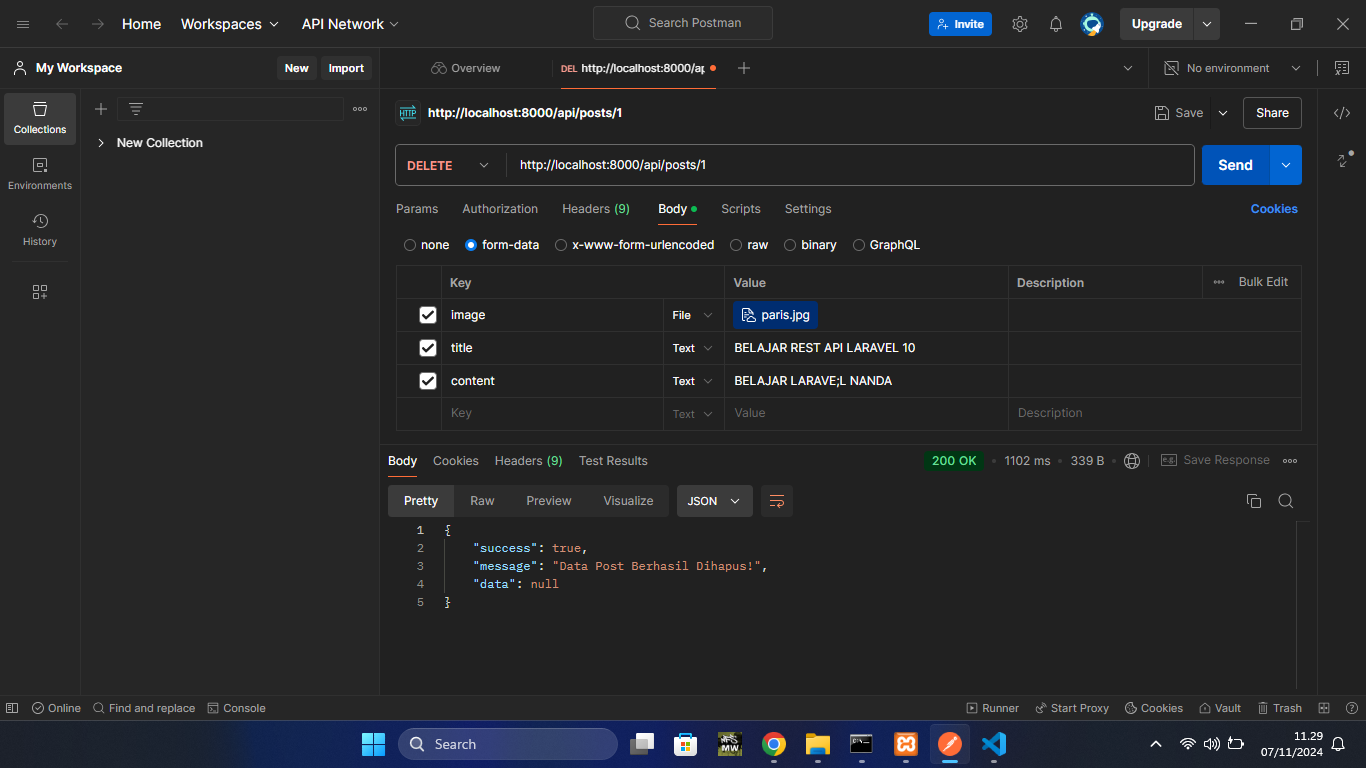 Home Workspaces API Network Search Postman Invite Upgrade
My Workspace New Import Overview DEL http://localhost:8000/ap No environment
Collections
New Collection
Environments
History
HTTP http://localhost:8000/api/posts/1 Save Share
DELETE http://localhost:8000/api/posts/1 Send
Params Authorization Headers (9) Body Scripts Settings Cookies
none form-data x-www-form-urlencoded raw binary GraphQL
Key Value Description Bulk Edit
image File paris.jpg
title Text BELAJAR REST API LARAVEL 10
content Text BELAJAR LARAVE;L NANDA
Key Text Value Description
Body Cookies Headers (9) Test Results 200 OK 1102 ms 339 B e.g. Save Response
Pretty Raw Preview Visualize JSON
1 {
2 "success": true,
3 "message": "Data Post Berhasil Dihapus!",
4 "data": null
5 }
Online Find and replace Console Runner Start Proxy Cookies Vault Trash
Search 11.29
07/11/2024